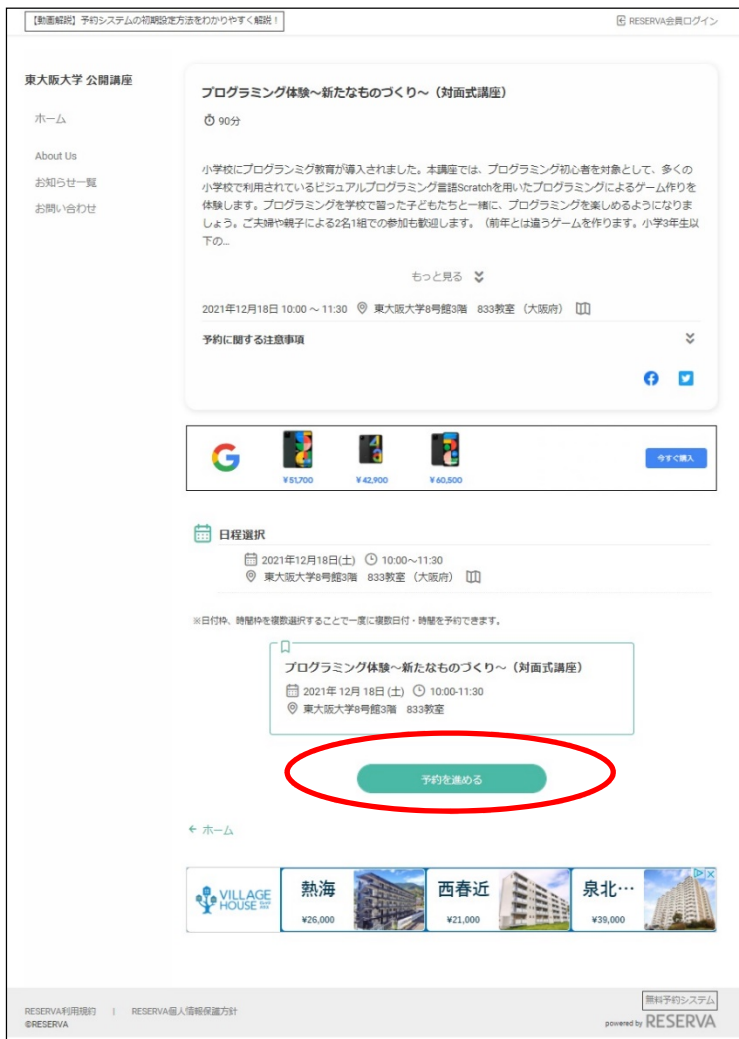 【動画解説】予約システムの初期設定方法をわかりやすく解説！
RESERVA会員ログイン
東大阪大学 公開講座
ホーム
About Us
お知らせ一覧
お問い合わせ
プログラミング体験～新たなものづくり～（対面式講座）
90分
小学校にプログランミグ教育が導入されました。本講座では、プログラミング初心者を対象として、多くの
小学校で利用されているビジュアルプログラミング言語Scratchを用いたプログラミングによるゲーム作りを
体験します。プログラミングを学校で習った子どもたちと一緒に、プログラミングを楽しめるようになりま
しょう。ご夫婦や親子による2名1組での参加も歓迎します。（前年とは違うゲームを作ります。小学3年生以
下の…
もっと見る
2021年12月18日 10:00 ～ 11:30 東大阪大学8号館3階 833教室 （大阪府）
予約に関する注意事項
G
¥51,700 ¥42,900 ¥60,500
今すぐ購入
日程選択
2021年12月18日(土) 10:00～11:30
東大阪大学8号館3階 833教室 （大阪府）
※日付枠、時間枠を複数選択することで一度に複数日付・時間を予約できます。
プログラミング体験～新たなものづくり～（対面式講座）
2021年 12月 18日 (土) 10:00-11:30
東大阪大学8号館3階 833教室
予約を進める
← ホーム
VILLAGE
HOUSE
熱海
¥26,000
西春近
¥21,000
泉北…
¥39,000
無料予約システム
RESERVA利用規約 | RESERVA個人情報保護方針
©RESERVA
powered by RESERVA